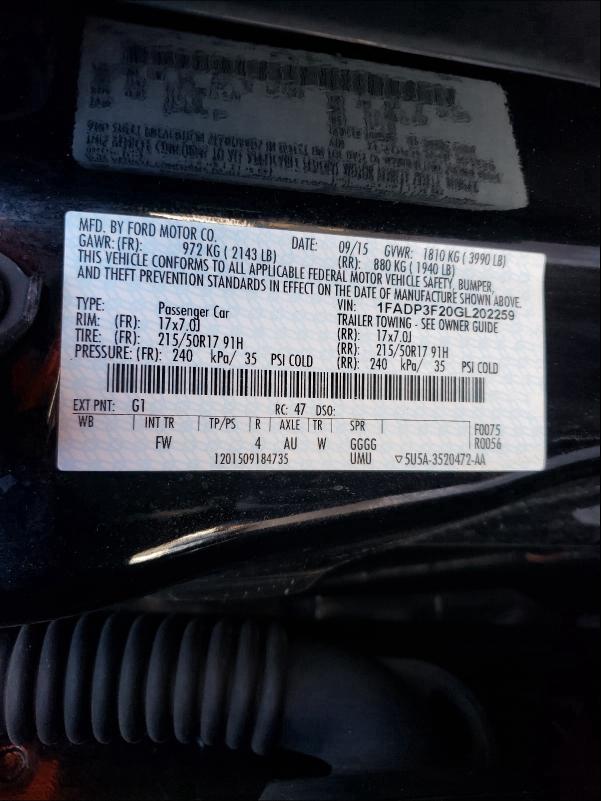 MFD. BY FORD MOTOR CO. DATE: 09/15 GVWR: 1810 KG ( 3990 LB)
GAWR: (FR): 972 KG ( 2143 LB) (RR): 880 KG ( 1940 LB)
THIS VEHICLE CONFORMS TO ALL APPLICABLE FEDERAL MOTOR VEHICLE SAFETY, BUMPER,
AND THEFT PREVENTION STANDARDS IN EFFECT ON THE DATE OF MANUFACTURE SHOWN ABOVE.
VIN: 1FADP3F20GL202259
TYPE: Passenger Car TRAILER TOWING - SEE OWNER GUIDE
RIM: (FR): 17x7.0J (RR): 17x7.0J
TIRE: (FR): 215/50R17 91H (RR): 215/50R17 91H
PRESSURE: (FR): 240 kPa/ 35 PSI COLD (RR): 240 kPa/ 35 PSI COLD
EXT PNT: G1 RC: 47 DSO: F0075
WB INT TR TP/PS R AXLE TR SPR R0056
FW 4 AU W GGGG
1201509184735 UMU ▽5U5A-3520472-AA